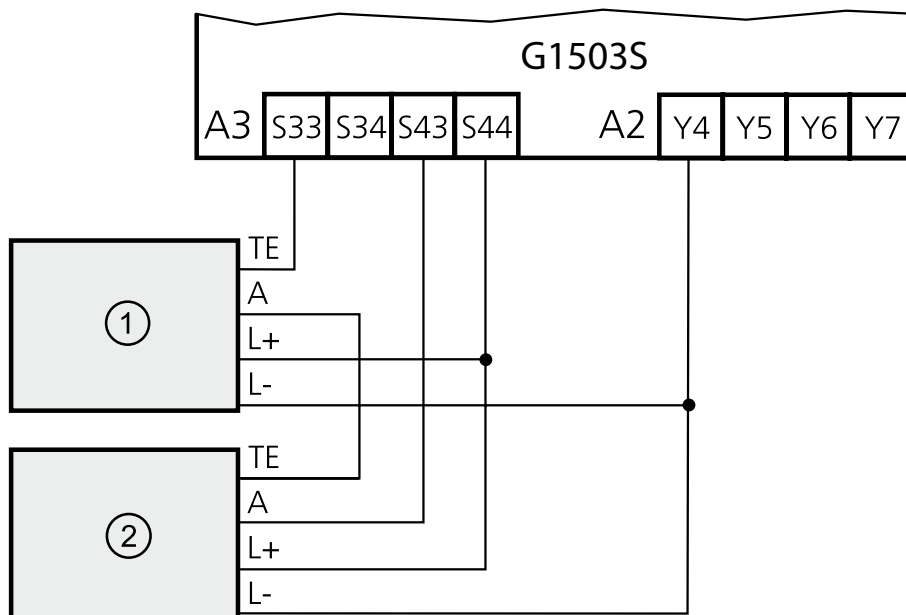 G1503S
A3 S33 S34 S43 S44 A2 Y4 Y5 Y6 Y7
TE
A
1
L+
L-
TE
A
2
L+
L-